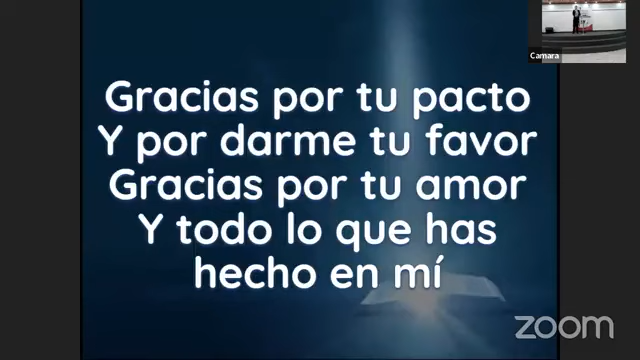 Camara
Gracias por tu pacto
Y por darme tu favor
Gracias por tu amor
Y todo lo que has
hecho en mí
zoom